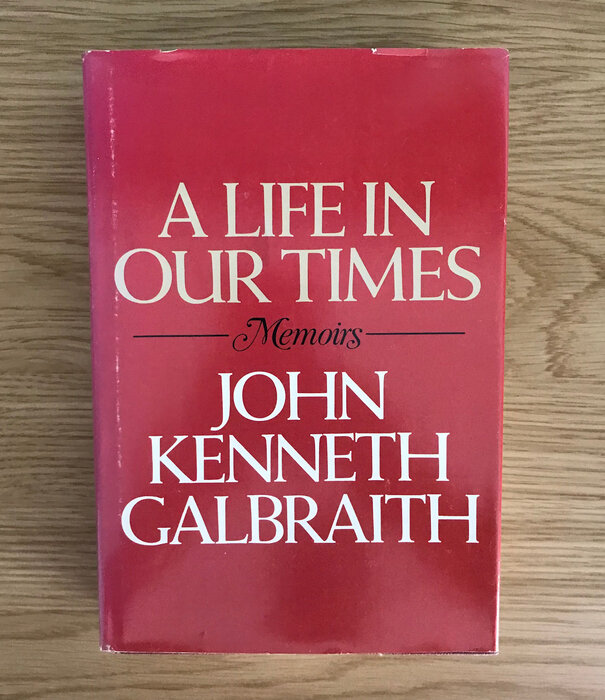 A LIFE IN
OUR TIMES
Memoirs
JOHN
KENNETH
GALBRAITH